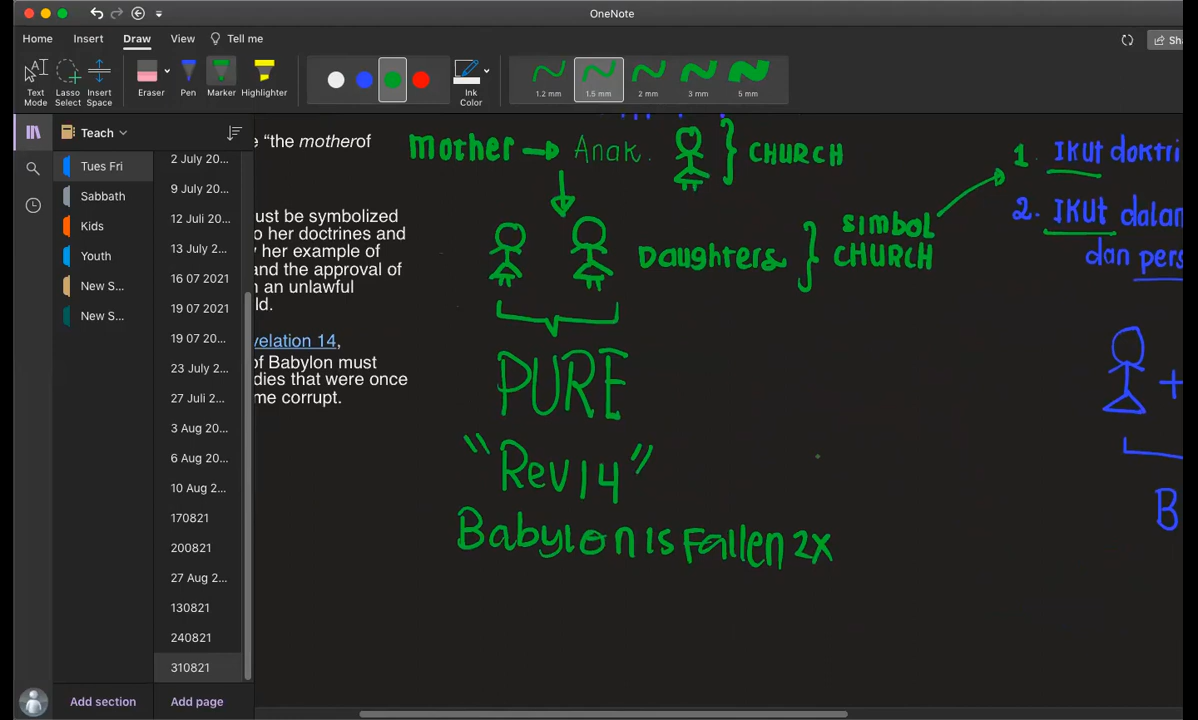 OneNote
Home Insert Draw View Tell me
Sha
Text Mode
Lasso Select
Insert Space
Eraser
Pen
Marker
Highlighter
Ink Color
1.2 mm
1.5 mm
2 mm
3 mm
5 mm
Teach
Tues Fri
Sabbath
Kids
Youth
New S...
New S...
2 July 20...
9 July 20...
12 Juli 20...
13 July 20...
16 07 2021
19 07 2021
19 07 20...
23 July 2...
27 Juli 20...
3 Aug 20...
6 Aug 20...
10 Aug 2...
170821
200821
27 Aug 2...
130821
240821
310821
Add section
Add page
e “the motherof
ust be symbolized
o her doctrines and
y her example of
and the approval of
n an unlawful
ld.
velation 14,
of Babylon must
dies that were once
me corrupt.
mother Anak. CHURCH
Daughters SimboL CHURCH
PURE
"Rev 14"
Babylon is Fallen 2x
1. IKUt doktri
2. IKUt dalam
dan pers
+
B